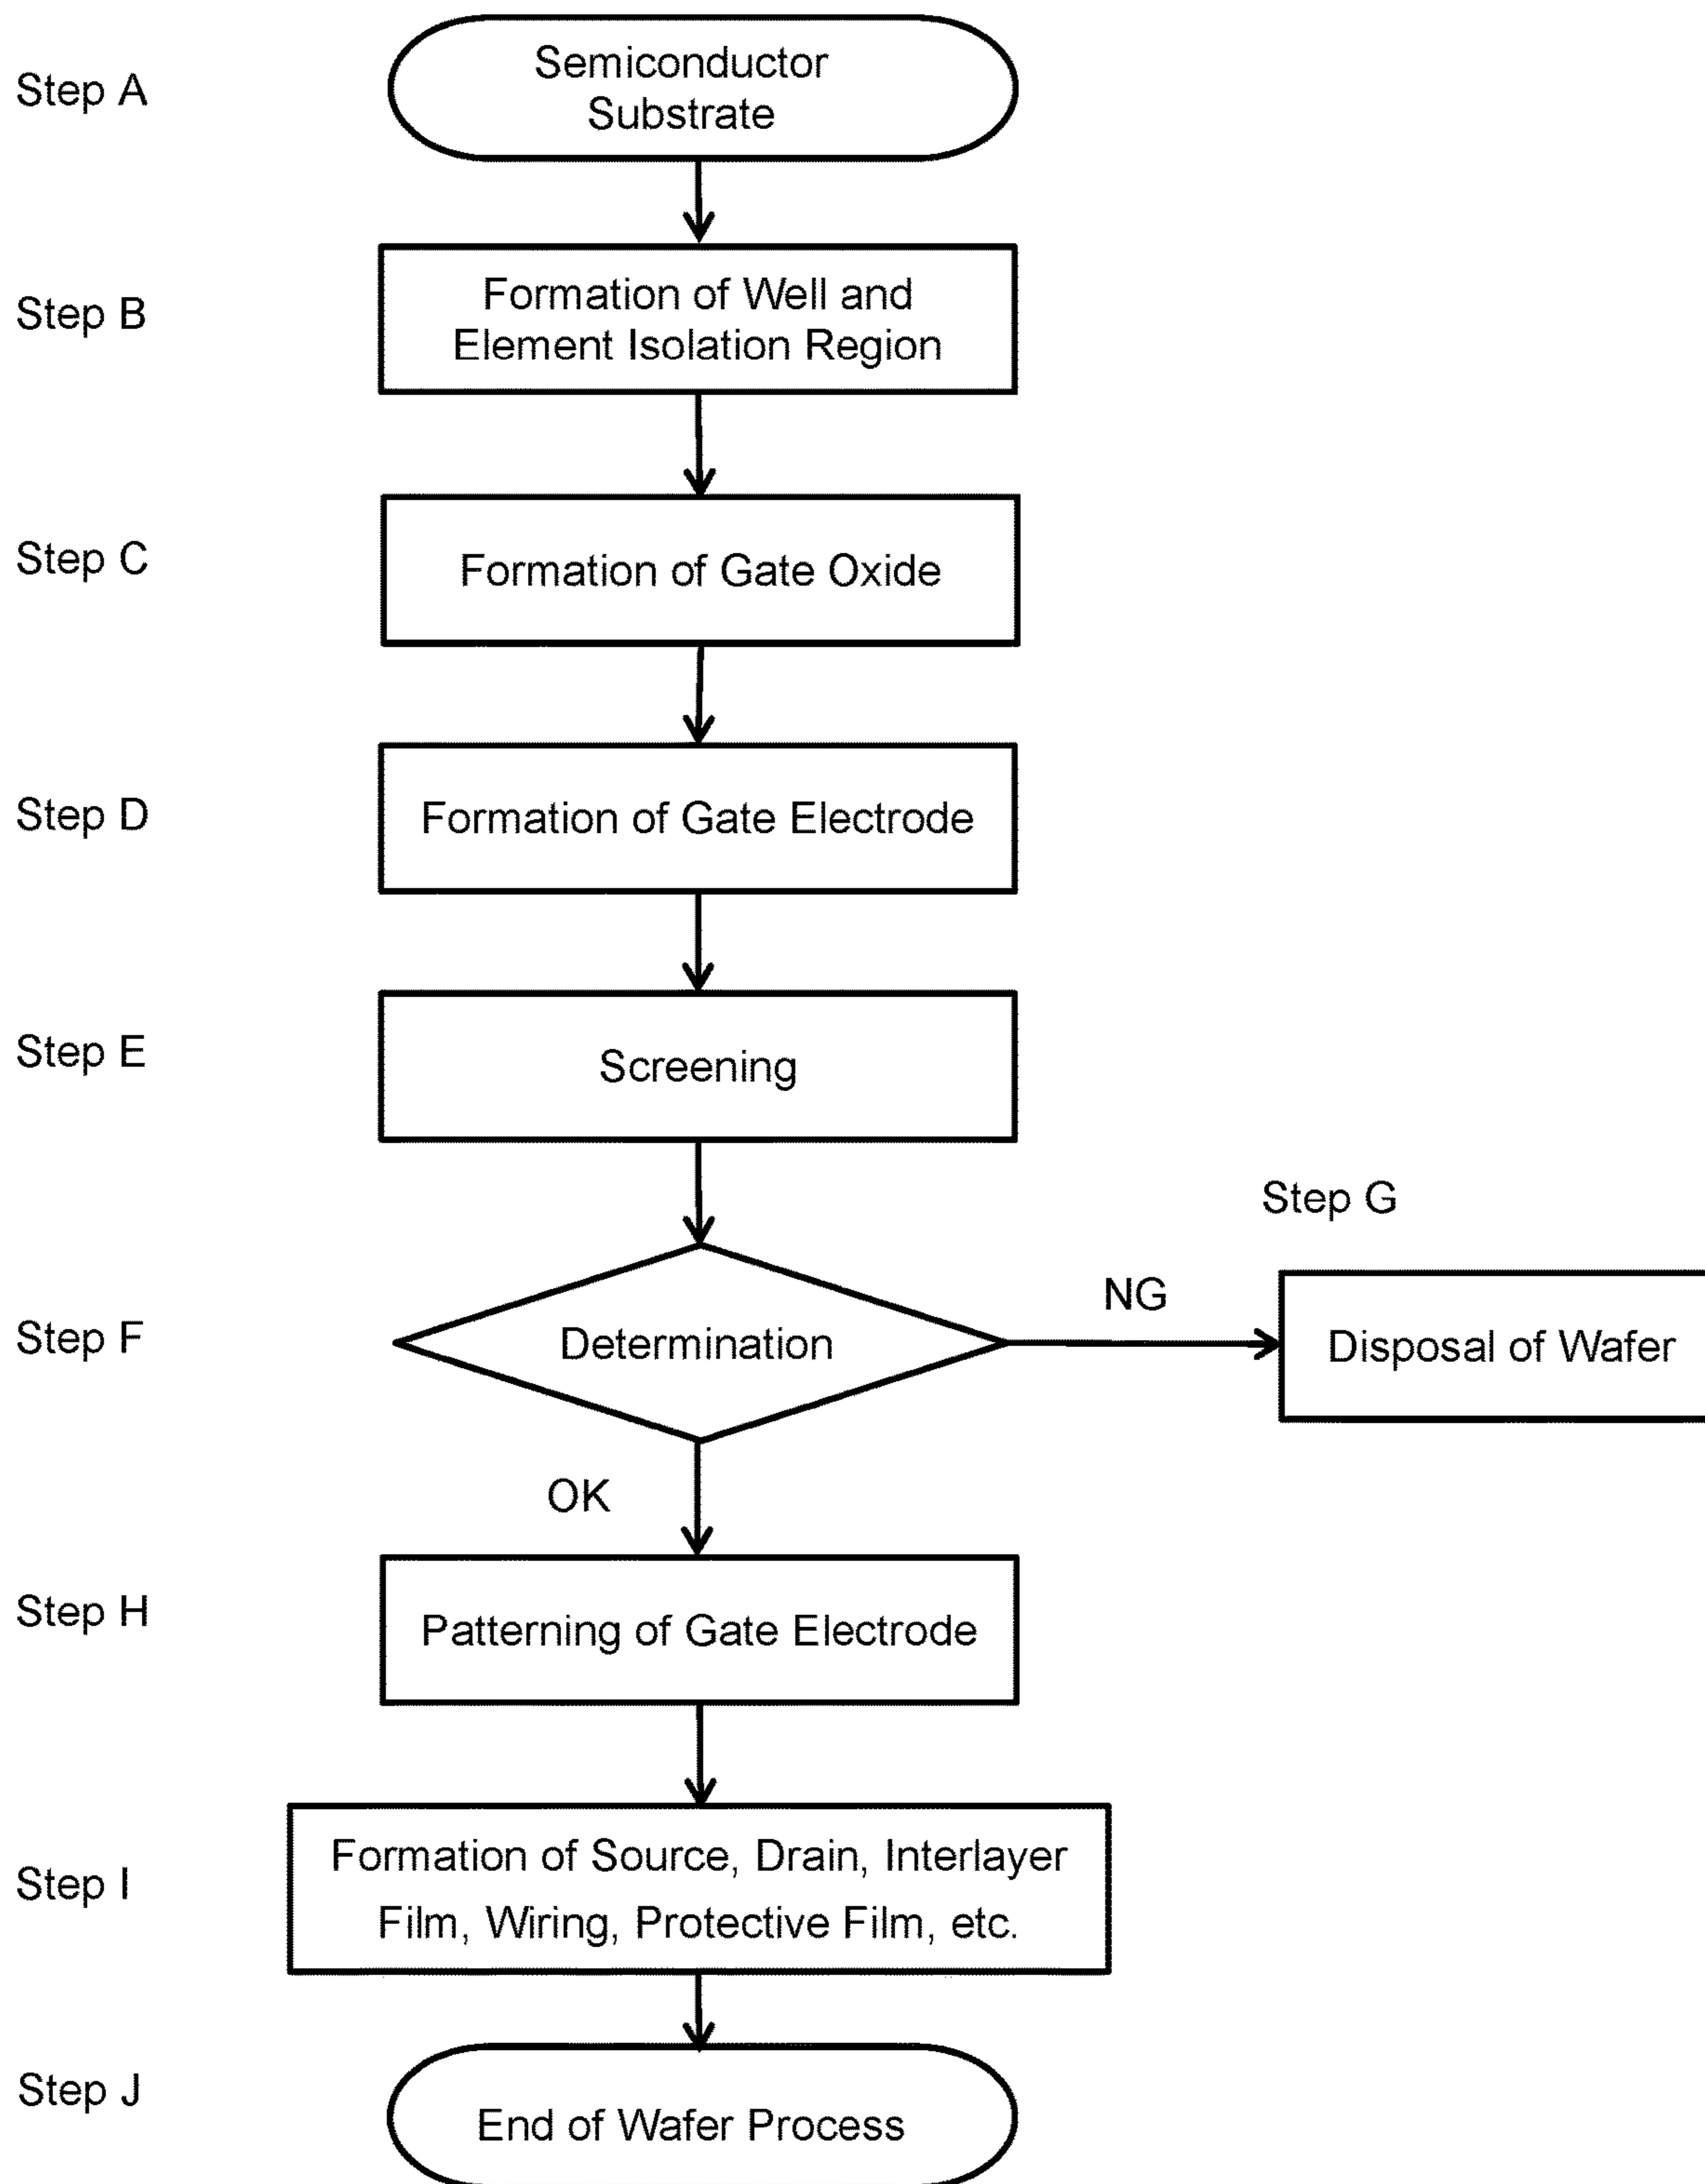 Step A
Semiconductor
Substrate
Step B
Formation of Well and
Element Isolation Region
Step C
Formation of Gate Oxide
Step D
Formation of Gate Electrode
Step E
Screening
Step F
Determination
NG
Step G
Disposal of Wafer
OK
Step H
Patterning of Gate Electrode
Step I
Formation of Source, Drain, Interlayer
Film, Wiring, Protective Film, etc.
Step J
End of Wafer Process